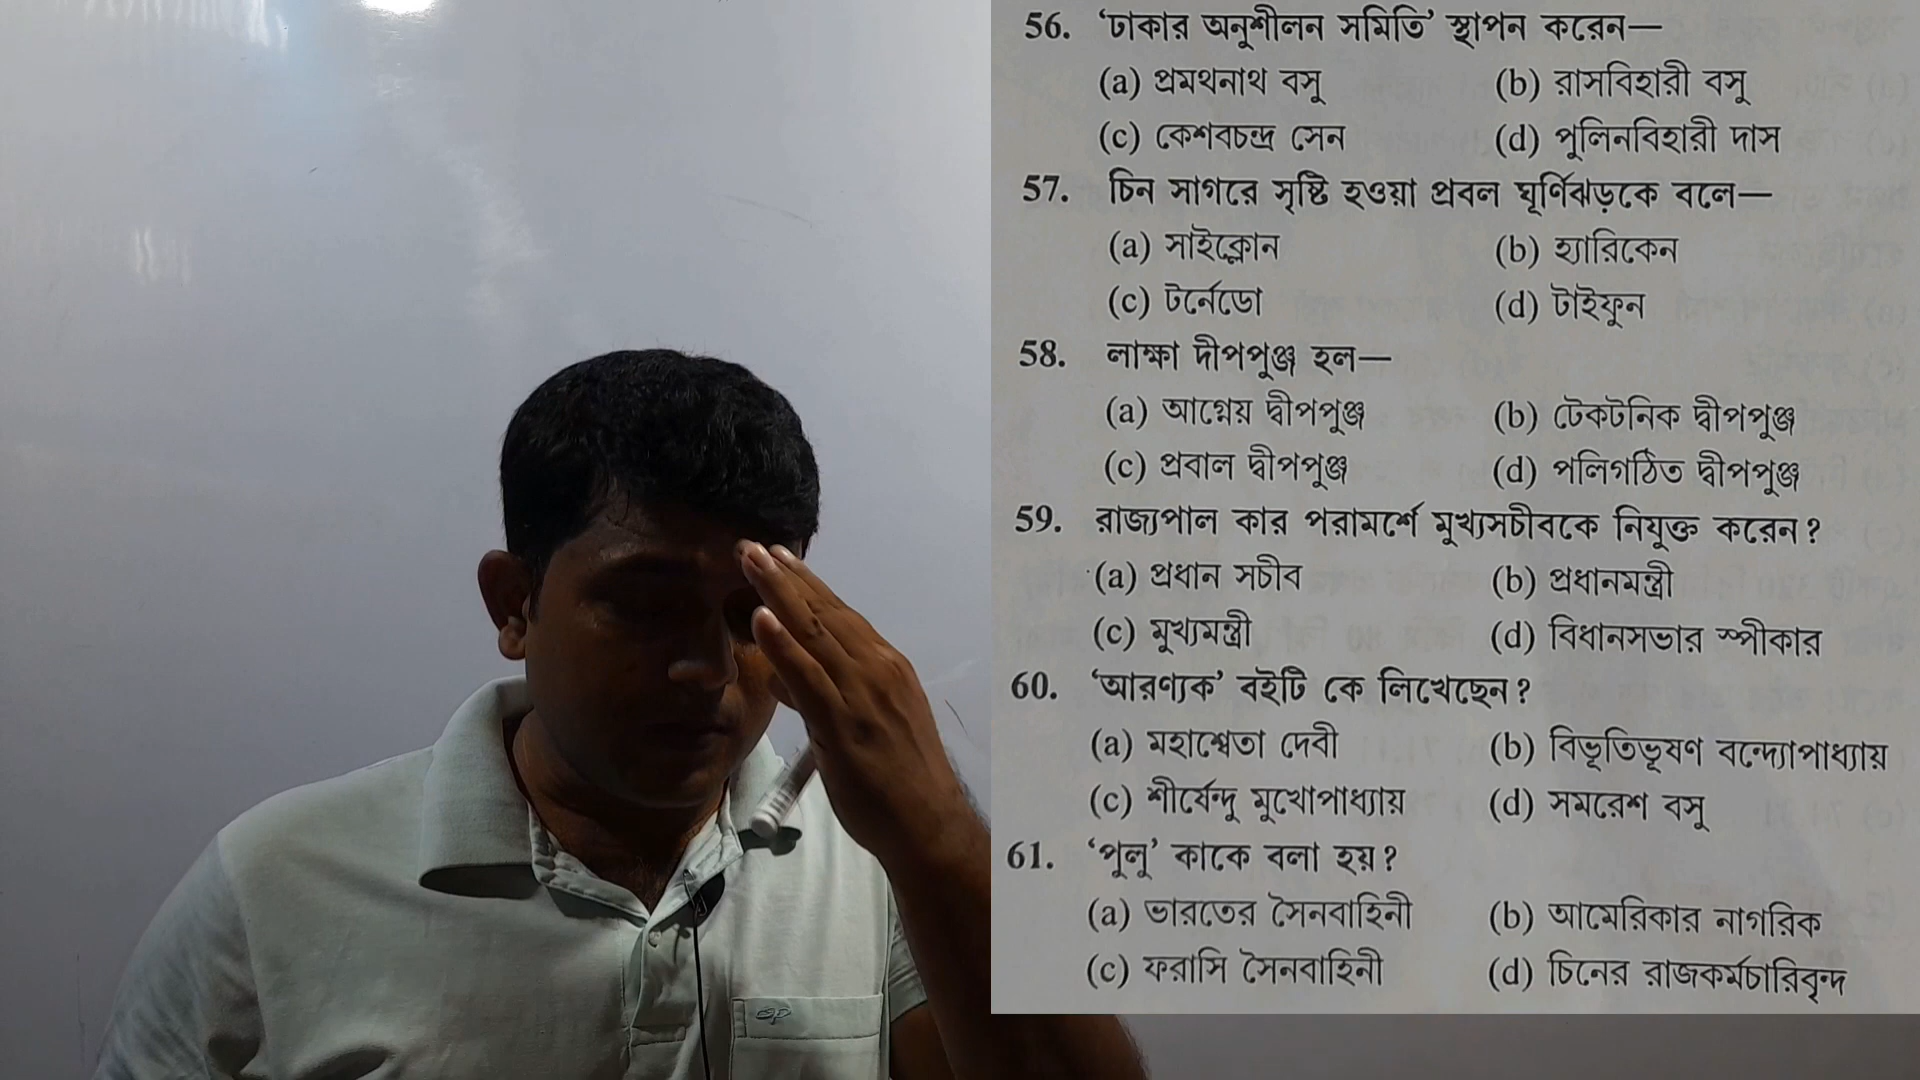 56. ‘ঢাকার অনুশীলন সমিতি’ স্থাপন করেন—
(a) প্রমথনাথ বসু (b) রাসবিহারী বসু
(c) কেশবচন্দ্র সেন (d) পুলিনবিহারী দাস
57. চিন সাগরে সৃষ্টি হওয়া প্রবল ঘূর্ণিঝড়কে বলে—
(a) সাইক্লোন (b) হ্যারিকেন
(c) টর্নেডো (d) টাইফুন
58. লাক্ষা দীপপুঞ্জ হল—
(a) আগ্নেয় দ্বীপপুঞ্জ (b) টেকটনিক দ্বীপপুঞ্জ
(c) প্রবাল দ্বীপপুঞ্জ (d) পলিগঠিত দ্বীপপুঞ্জ
59. রাজ্যপাল কার পরামর্শে মুখ্যসচীবকে নিযুক্ত করেন?
(a) প্রধান সচীব (b) প্রধানমন্ত্রী
(c) মুখ্যমন্ত্রী (d) বিধানসভার স্পীকার
60. ‘আরণ্যক’ বইটি কে লিখেছেন?
(a) মহাশ্বেতা দেবী (b) বিভূতিভূষণ বন্দ্যোপাধ্যায়
(c) শীর্ষেন্দু মুখোপাধ্যায় (d) সমরেশ বসু
61. ‘পুলু’ কাকে বলা হয়?
(a) ভারতের সৈনবাহিনী (b) আমেরিকার নাগরিক
(c) ফরাসি সৈনবাহিনী (d) চিনের রাজকর্মচারিবৃন্দ